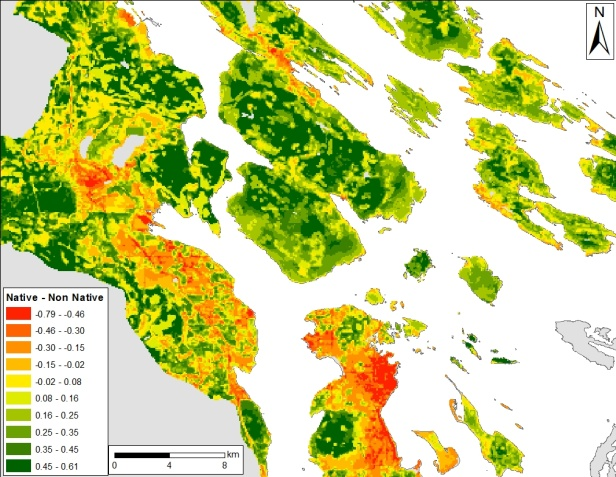 N
Native - Non Native
-0.79 - -0.46
-0.46 - -0.30
-0.30 - -0.15
-0.15 - -0.02
-0.02 - 0.08
0.08 - 0.16
0.16 - 0.25
0.25 - 0.35
0.35 - 0.45
0.45 - 0.61
km
0 4 8